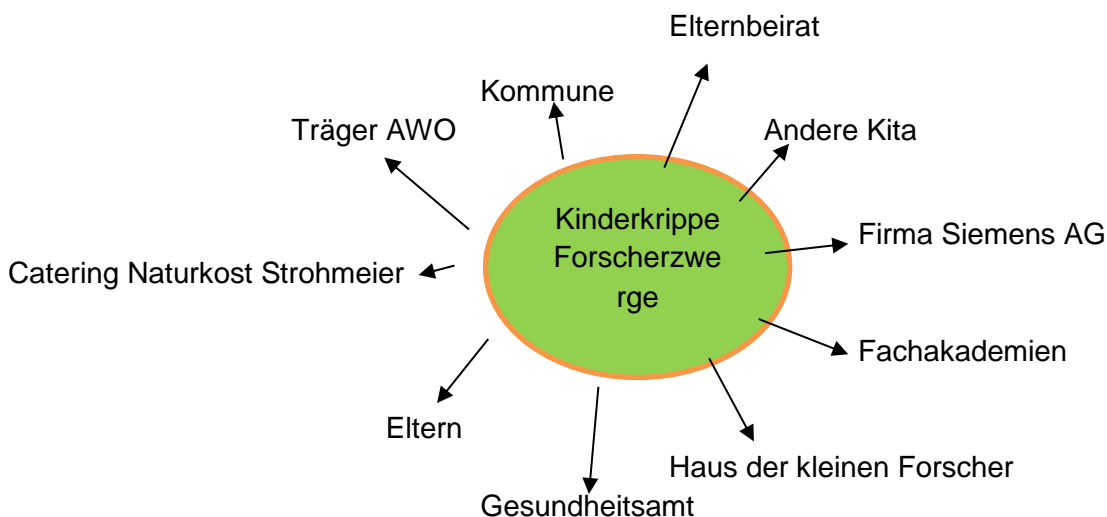 Elternbeirat
Kommune
Träger AWO
Andere Kita
Kinderkrippe
Forscherzwe
rge
Firma Siemens AG
Catering Naturkost Strohmeier
Fachakademien
Eltern
Haus der kleinen Forscher
Gesundheitsamt